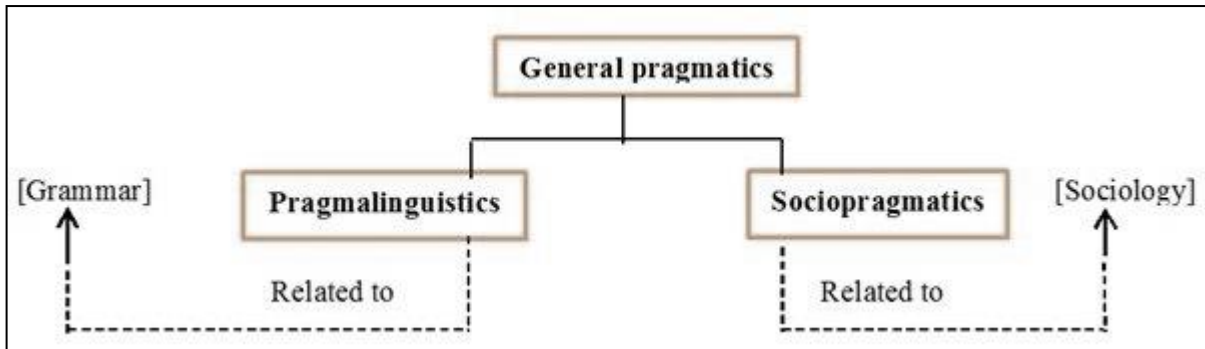 General pragmatics
[Grammar]
Pragmalinguistics
Sociopragmatics
[Sociology]
Related to
Related to